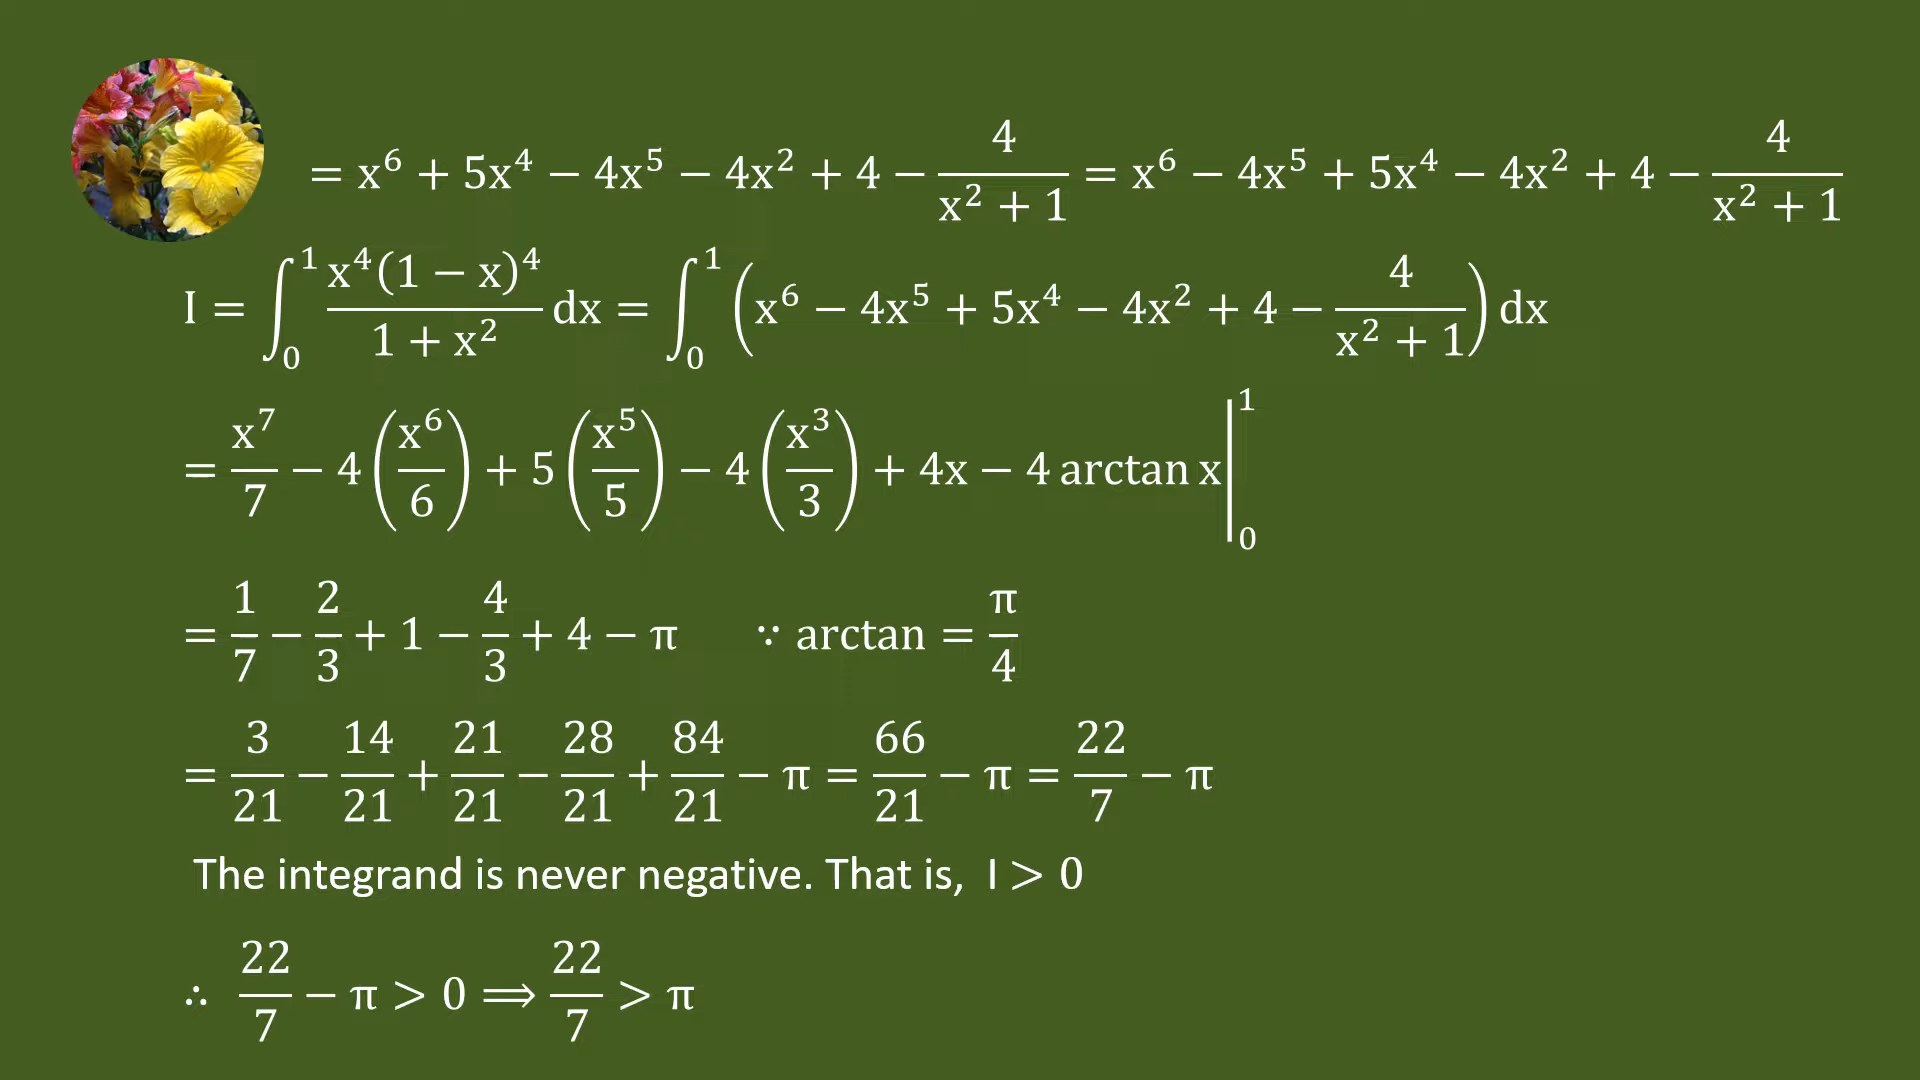 = x⁶ + 5x⁴ − 4x⁵ − 4x² + 4 − 4/(x² + 1) = x⁶ − 4x⁵ + 5x⁴ − 4x² + 4 − 4/(x² + 1)
I = ∫₀¹ x⁴(1 − x)⁴/(1 + x²) dx = ∫₀¹ (x⁶ − 4x⁵ + 5x⁴ − 4x² + 4 − 4/(x² + 1)) dx
= x⁷/7 − 4(x⁶/6) + 5(x⁵/5) − 4(x³/3) + 4x − 4 arctan x|₀¹
= 1/7 − 2/3 + 1 − 4/3 + 4 − π ∵ arctan = π/4
= 3/21 − 14/21 + 21/21 − 28/21 + 84/21 − π = 66/21 − π = 22/7 − π
The integrand is never negative. That is, I > 0
∴ 22/7 − π > 0 ⟹ 22/7 > π